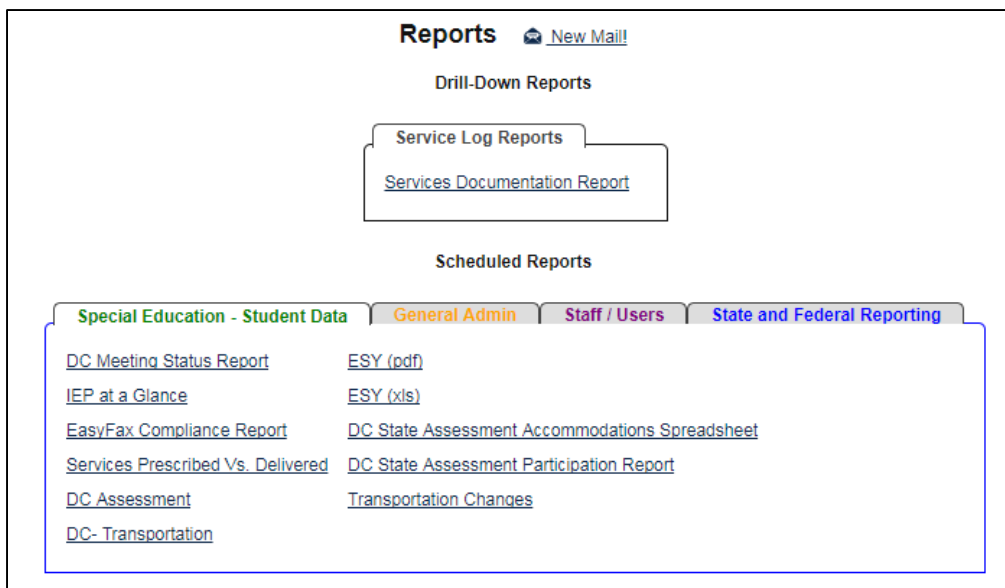 Reports New Mail!
Drill-Down Reports
Service Log Reports
Services Documentation Report
Scheduled Reports
Special Education - Student Data General Admin Staff / Users State and Federal Reporting
DC Meeting Status Report ESY (pdf)
IEP at a Glance ESY (xls)
EasyFax Compliance Report DC State Assessment Accommodations Spreadsheet
Services Prescribed Vs. Delivered DC State Assessment Participation Report
DC Assessment Transportation Changes
DC- Transportation